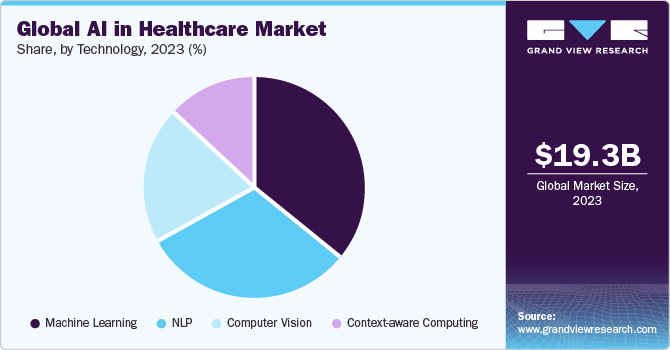 Global AI in Healthcare Market
Share, by Technology, 2023 (%)
GRAND VIEW RESEARCH
$19.3B
Global Market Size,
2023
Machine Learning
NLP
Computer Vision
Context-aware Computing
Source:
www.grandviewresearch.com